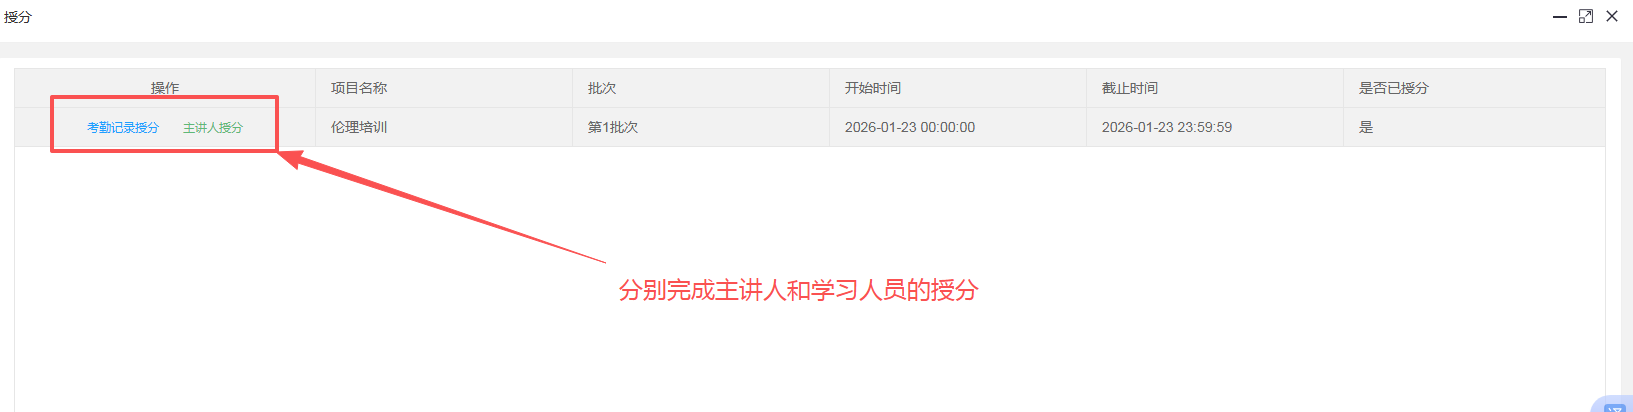 授分
操作 项目名称 批次 开始时间 截止时间 是否已授分
考勤记录授分 主讲人授分 伦理培训 第1批次 2026-01-23 00:00:00 2026-01-23 23:59:59 是
分别完成主讲人和学习人员的授分